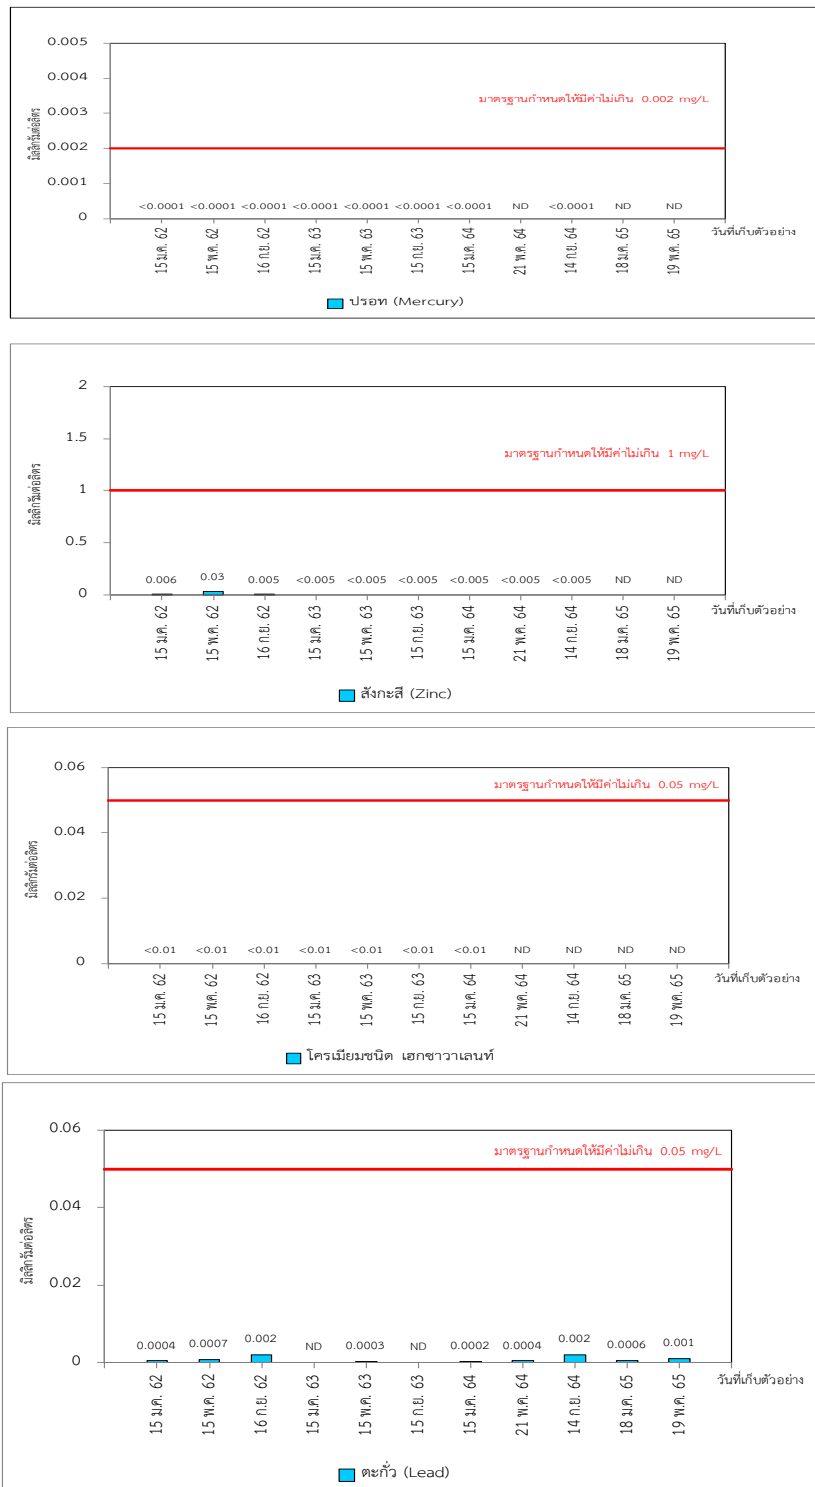 0.005
0.004
มาตรฐานกำหนดให้มีค่าไม่เกิน 0.002 mg/L
0.003
มิลลิกรัมต่อลิตร
0.002
0.001
<0.0001 <0.0001 <0.0001 <0.0001 <0.0001 <0.0001 <0.0001 ND <0.0001 ND ND
0
วันที่เก็บตัวอย่าง
15 ม.ค. 62 15 พ.ค. 62 16 ก.ย. 62 15 ม.ค. 63 15 พ.ค. 63 15 ก.ย. 63 15 ม.ค. 64 21 พ.ค. 64 14 ก.ย. 64 18 ม.ค. 65 19 พ.ค. 65
ปรอท (Mercury)
2
1.5
มาตรฐานกำหนดให้มีค่าไม่เกิน 1 mg/L
มิลลิกรัมต่อลิตร
1
0.5
0.006 0.03 0.005 <0.005 <0.005 <0.005 <0.005 <0.005 <0.005 ND ND
0
วันที่เก็บตัวอย่าง
15 ม.ค. 62 15 พ.ค. 62 16 ก.ย. 62 15 ม.ค. 63 15 พ.ค. 63 15 ก.ย. 63 15 ม.ค. 64 21 พ.ค. 64 14 ก.ย. 64 18 ม.ค. 65 19 พ.ค. 65
สังกะสี (Zinc)
0.06
มาตรฐานกำหนดให้มีค่าไม่เกิน 0.05 mg/L
0.04
มิลลิกรัมต่อลิตร
0.02
<0.01 <0.01 <0.01 <0.01 <0.01 <0.01 <0.01 ND ND ND ND
0
วันที่เก็บตัวอย่าง
15 ม.ค. 62 15 พ.ค. 62 16 ก.ย. 62 15 ม.ค. 63 15 พ.ค. 63 15 ก.ย. 63 15 ม.ค. 64 21 พ.ค. 64 14 ก.ย. 64 18 ม.ค. 65 19 พ.ค. 65
โครเมียมชนิด เฮกซาวาเลนท์
0.06
มาตรฐานกำหนดให้มีค่าไม่เกิน 0.05 mg/L
0.04
มิลลิกรัมต่อลิตร
0.02
0.0004 0.0007 0.002 ND 0.0003 ND 0.0002 0.0004 0.002 0.0006 0.001
0
วันที่เก็บตัวอย่าง
15 ม.ค. 62 15 พ.ค. 62 16 ก.ย. 62 15 ม.ค. 63 15 พ.ค. 63 15 ก.ย. 63 15 ม.ค. 64 21 พ.ค. 64 14 ก.ย. 64 18 ม.ค. 65 19 พ.ค. 65
ตะกั่ว (Lead)